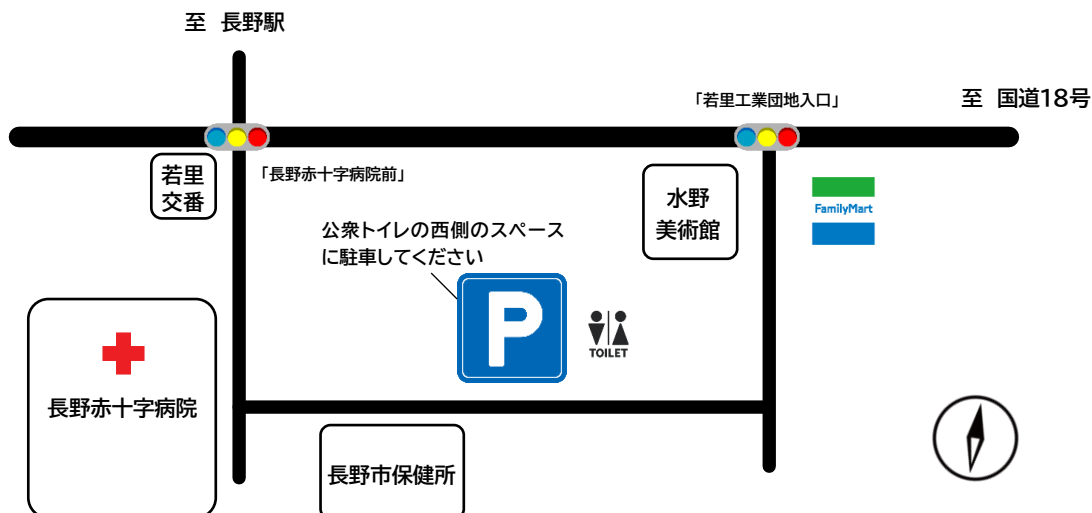 至 長野駅
「若里工業団地入口」
至 国道18号
若里
交番
「長野赤十字病院前」
水野
美術館
FamilyMart
公衆トイレの西側のスペース
に駐車してください
P
TOILET
長野赤十字病院
長野市保健所